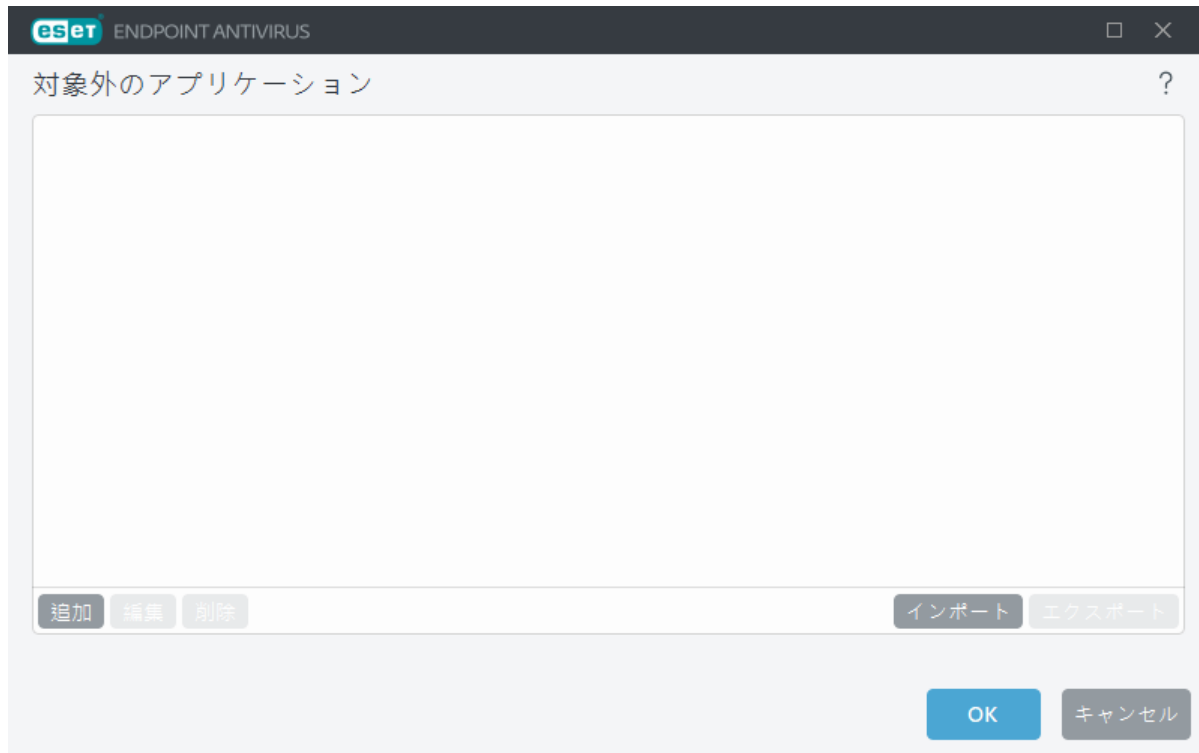 eset ENDPOINT ANTIVIRUS
対象外のアプリケーション ?
追加 編集 削除 インポート エクスポート
OK キャンセル